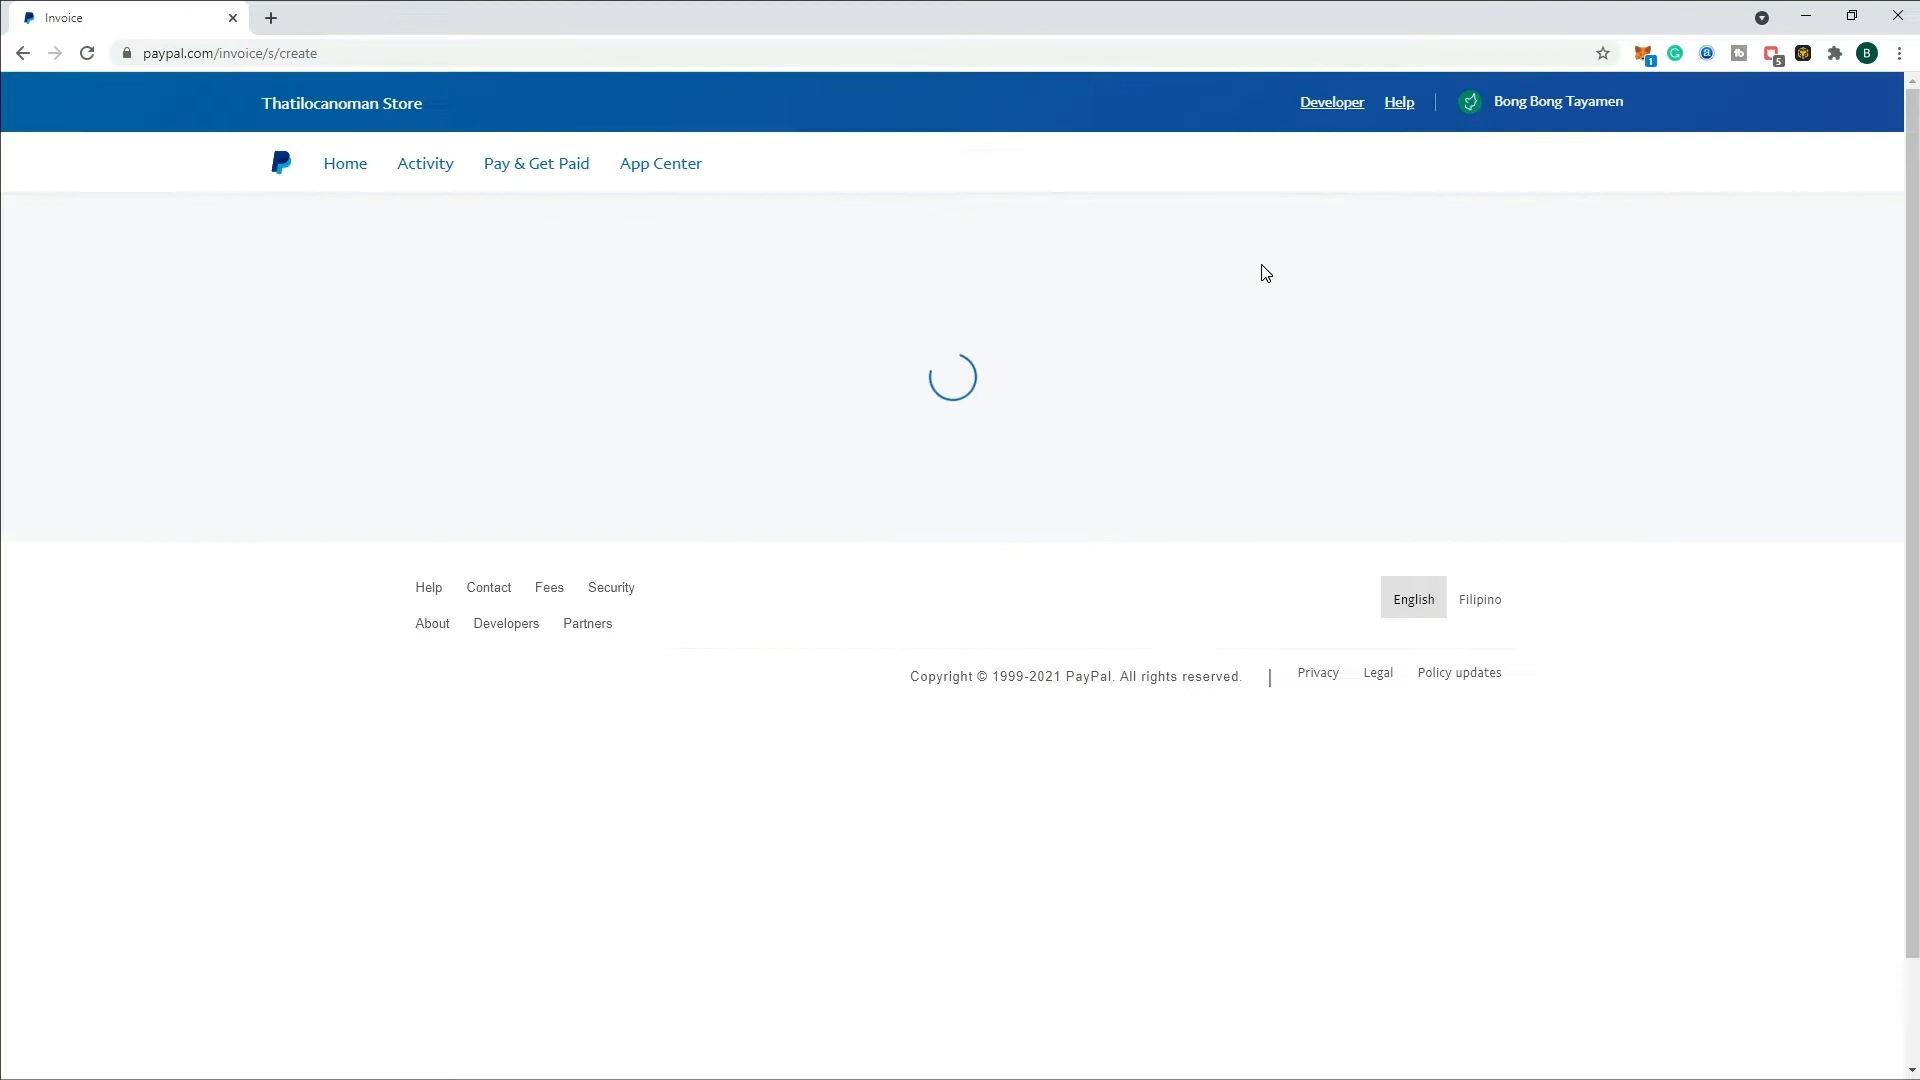 Invoice
paypal.com/invoice/s/create
1
5
B
Thatilocanoman Store
Developer Help Bong Bong Tayamen
Home Activity Pay & Get Paid App Center
Help Contact Fees Security
English Filipino
About Developers Partners
Copyright © 1999-2021 PayPal. All rights reserved. | Privacy Legal Policy updates